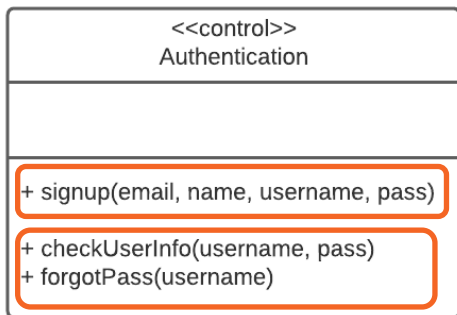 <<control>>
Authentication
+ signup(email, name, username, pass)
+ checkUserInfo(username, pass)
+ forgotPass(username)